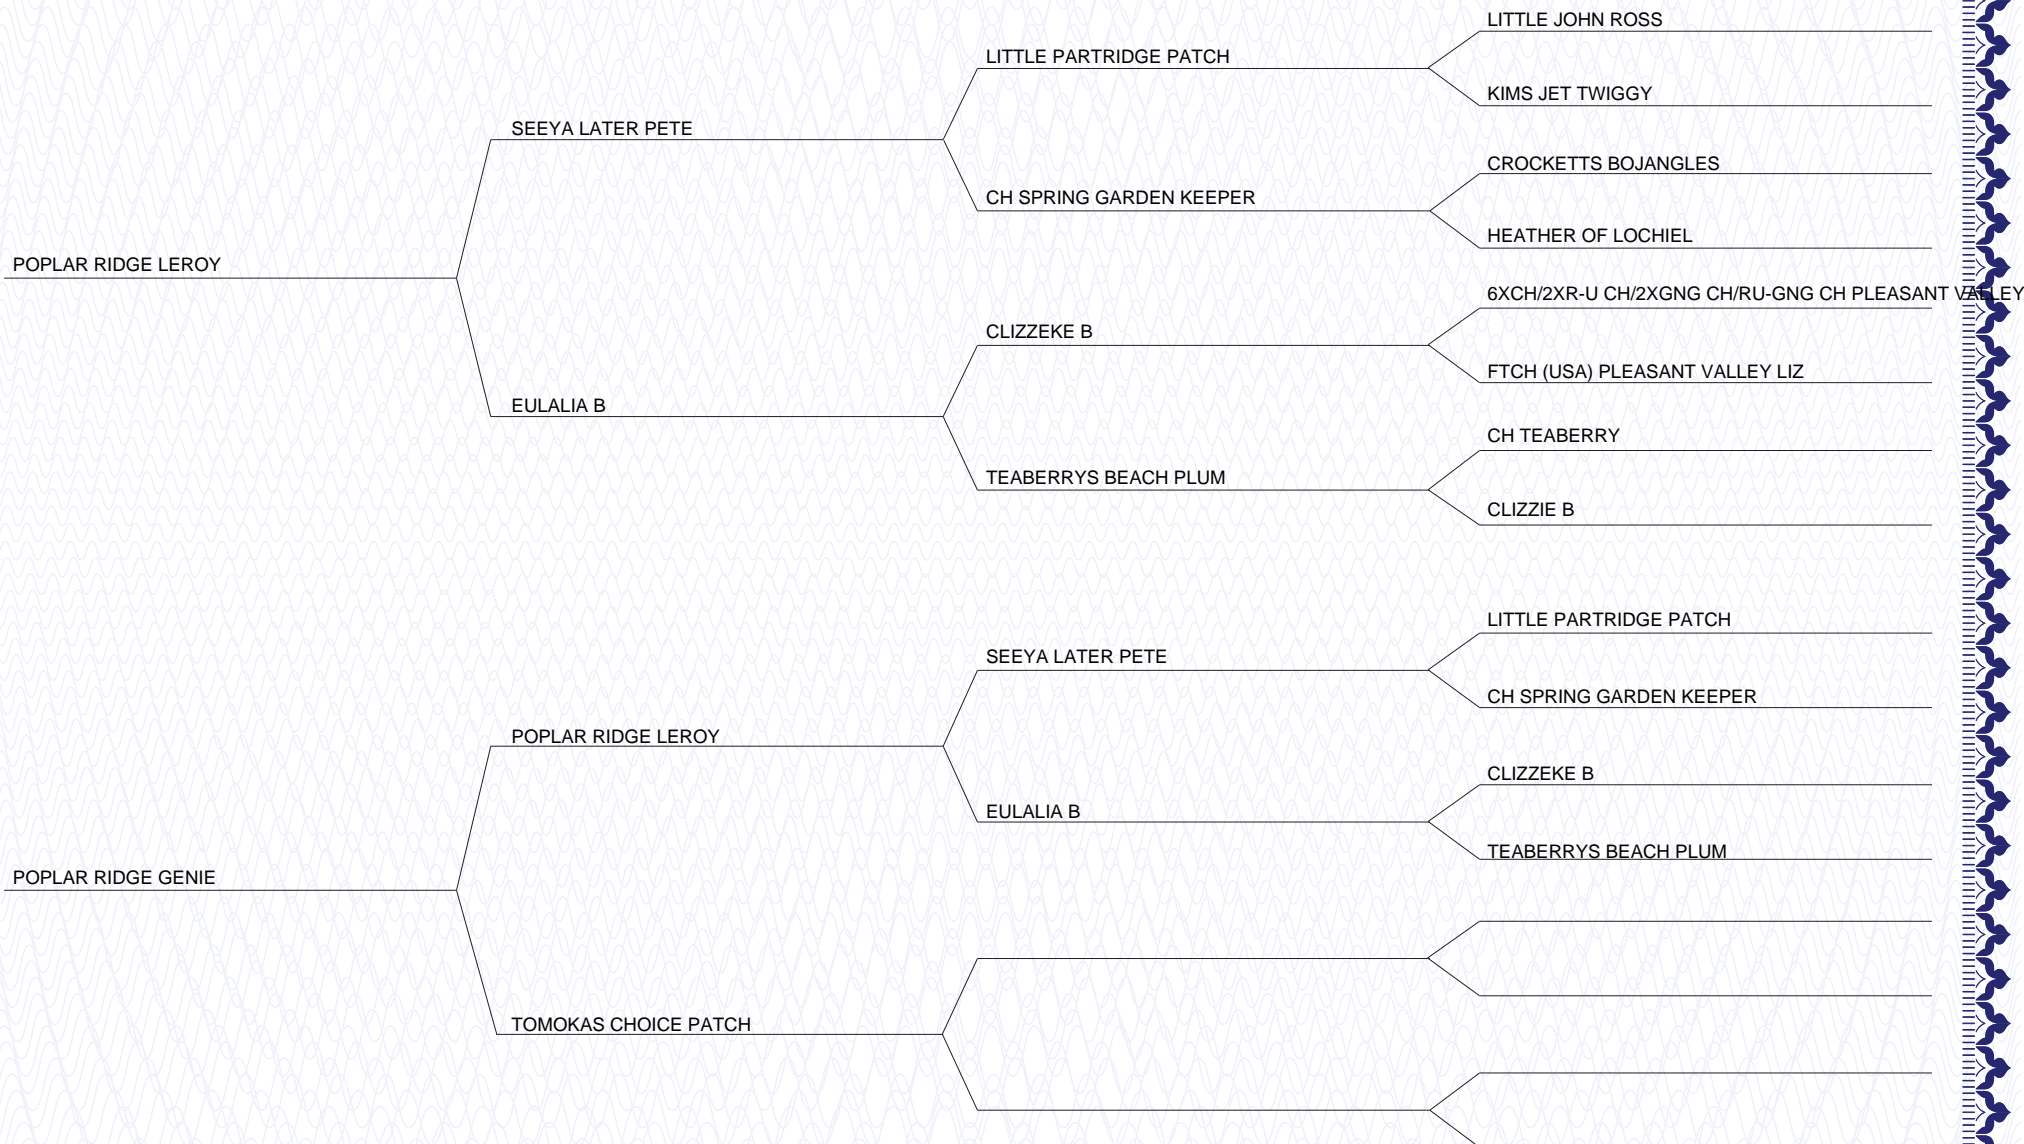 LITTLE JOHN ROSS
LITTLE PARTRIDGE PATCH
KIMS JET TWIGGY
SEEYA LATER PETE
CROCKETTS BOJANGLES
CH SPRING GARDEN KEEPER
HEATHER OF LOCHIEL
POPLAR RIDGE LEROY
6XCH/2XR-U CH/2XGNG CH/RU-GNG CH PLEASANT VALLEY
CLIZZEKE B
FTCH (USA) PLEASANT VALLEY LIZ
EULALIA B
CH TEABERRY
TEABERRYS BEACH PLUM
CLIZZIE B
LITTLE PARTRIDGE PATCH
SEEYA LATER PETE
CH SPRING GARDEN KEEPER
POPLAR RIDGE LEROY
CLIZZEKE B
EULALIA B
TEABERRYS BEACH PLUM
POPLAR RIDGE GENIE
TOMOKAS CHOICE PATCH